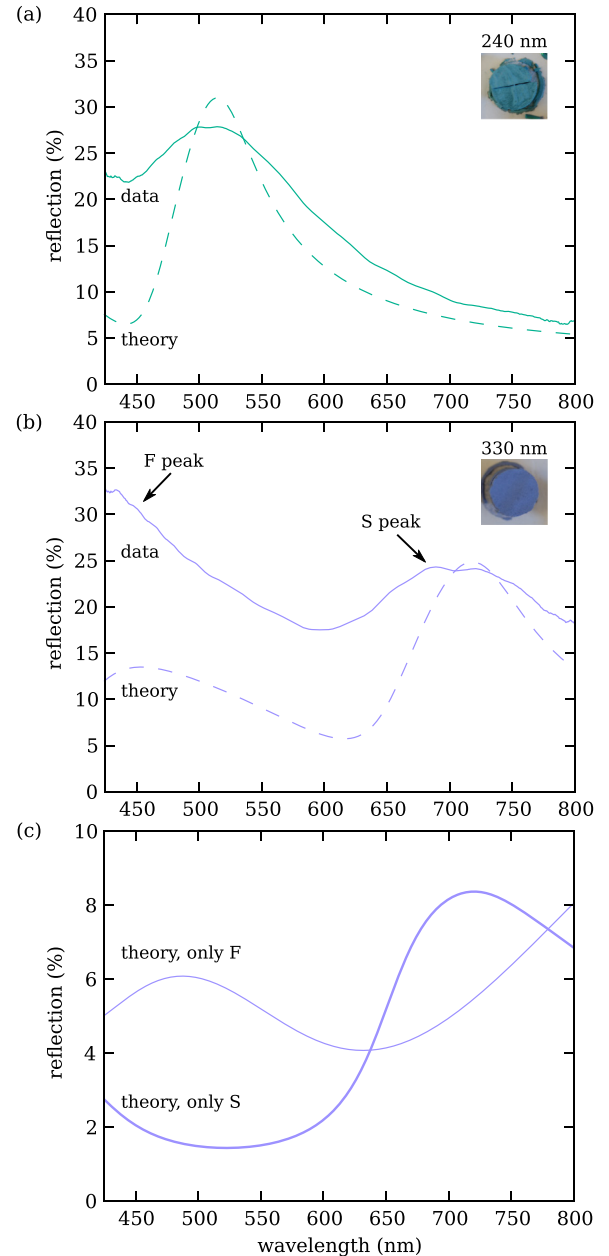 (a)
40
35
30
25
20
15
10
5
0
reflection (%)
240 nm
data
theory
450 500 550 600 650 700 750 800
(b)
40
35
30
25
20
15
10
5
0
reflection (%)
F peak
330 nm
S peak
data
theory
450 500 550 600 650 700 750 800
(c)
10
8
6
4
2
0
reflection (%)
theory, only F
theory, only S
450 500 550 600 650 700 750 800
wavelength (nm)